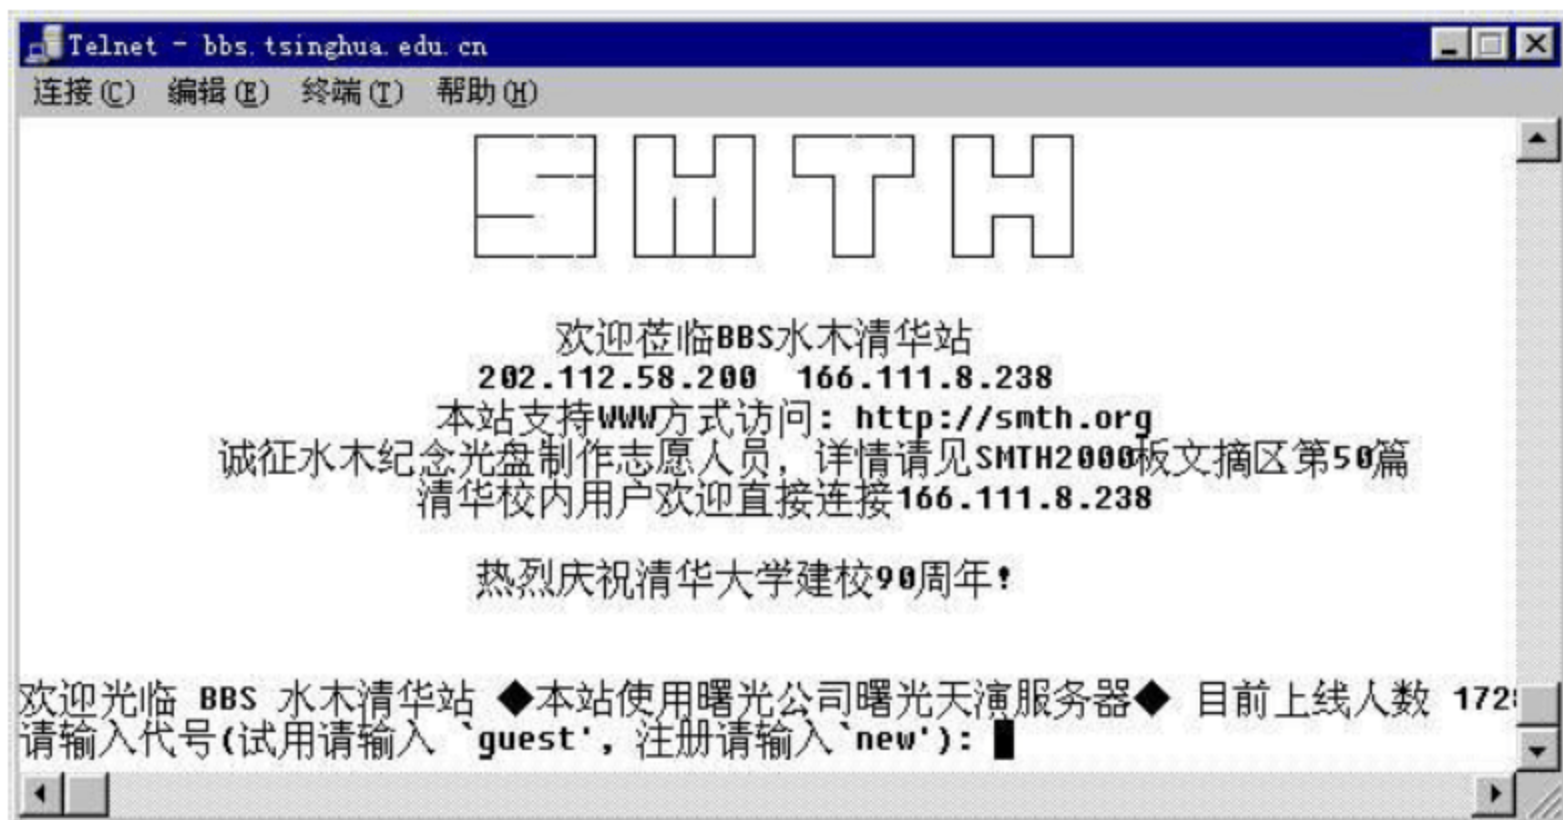 Telnet - bbs.tsinghua.edu.cn
连接(C) 编辑(E) 终端(T) 帮助(H)
SMTH
欢迎莅临BBS水木清华站
202.112.58.200 166.111.8.238
本站支持WWW方式访问: http://smth.org
诚征水木纪念光盘制作志愿人员, 详情请见SMTH2000板文摘区第50篇
清华校内用户欢迎直接连接166.111.8.238
热烈庆祝清华大学建校90周年!
欢迎光临 BBS 水木清华站 ◆本站使用曙光公司曙光天演服务器◆ 目前上线人数 172
请输入代号(试用请输入 `guest', 注册请输入`new'):